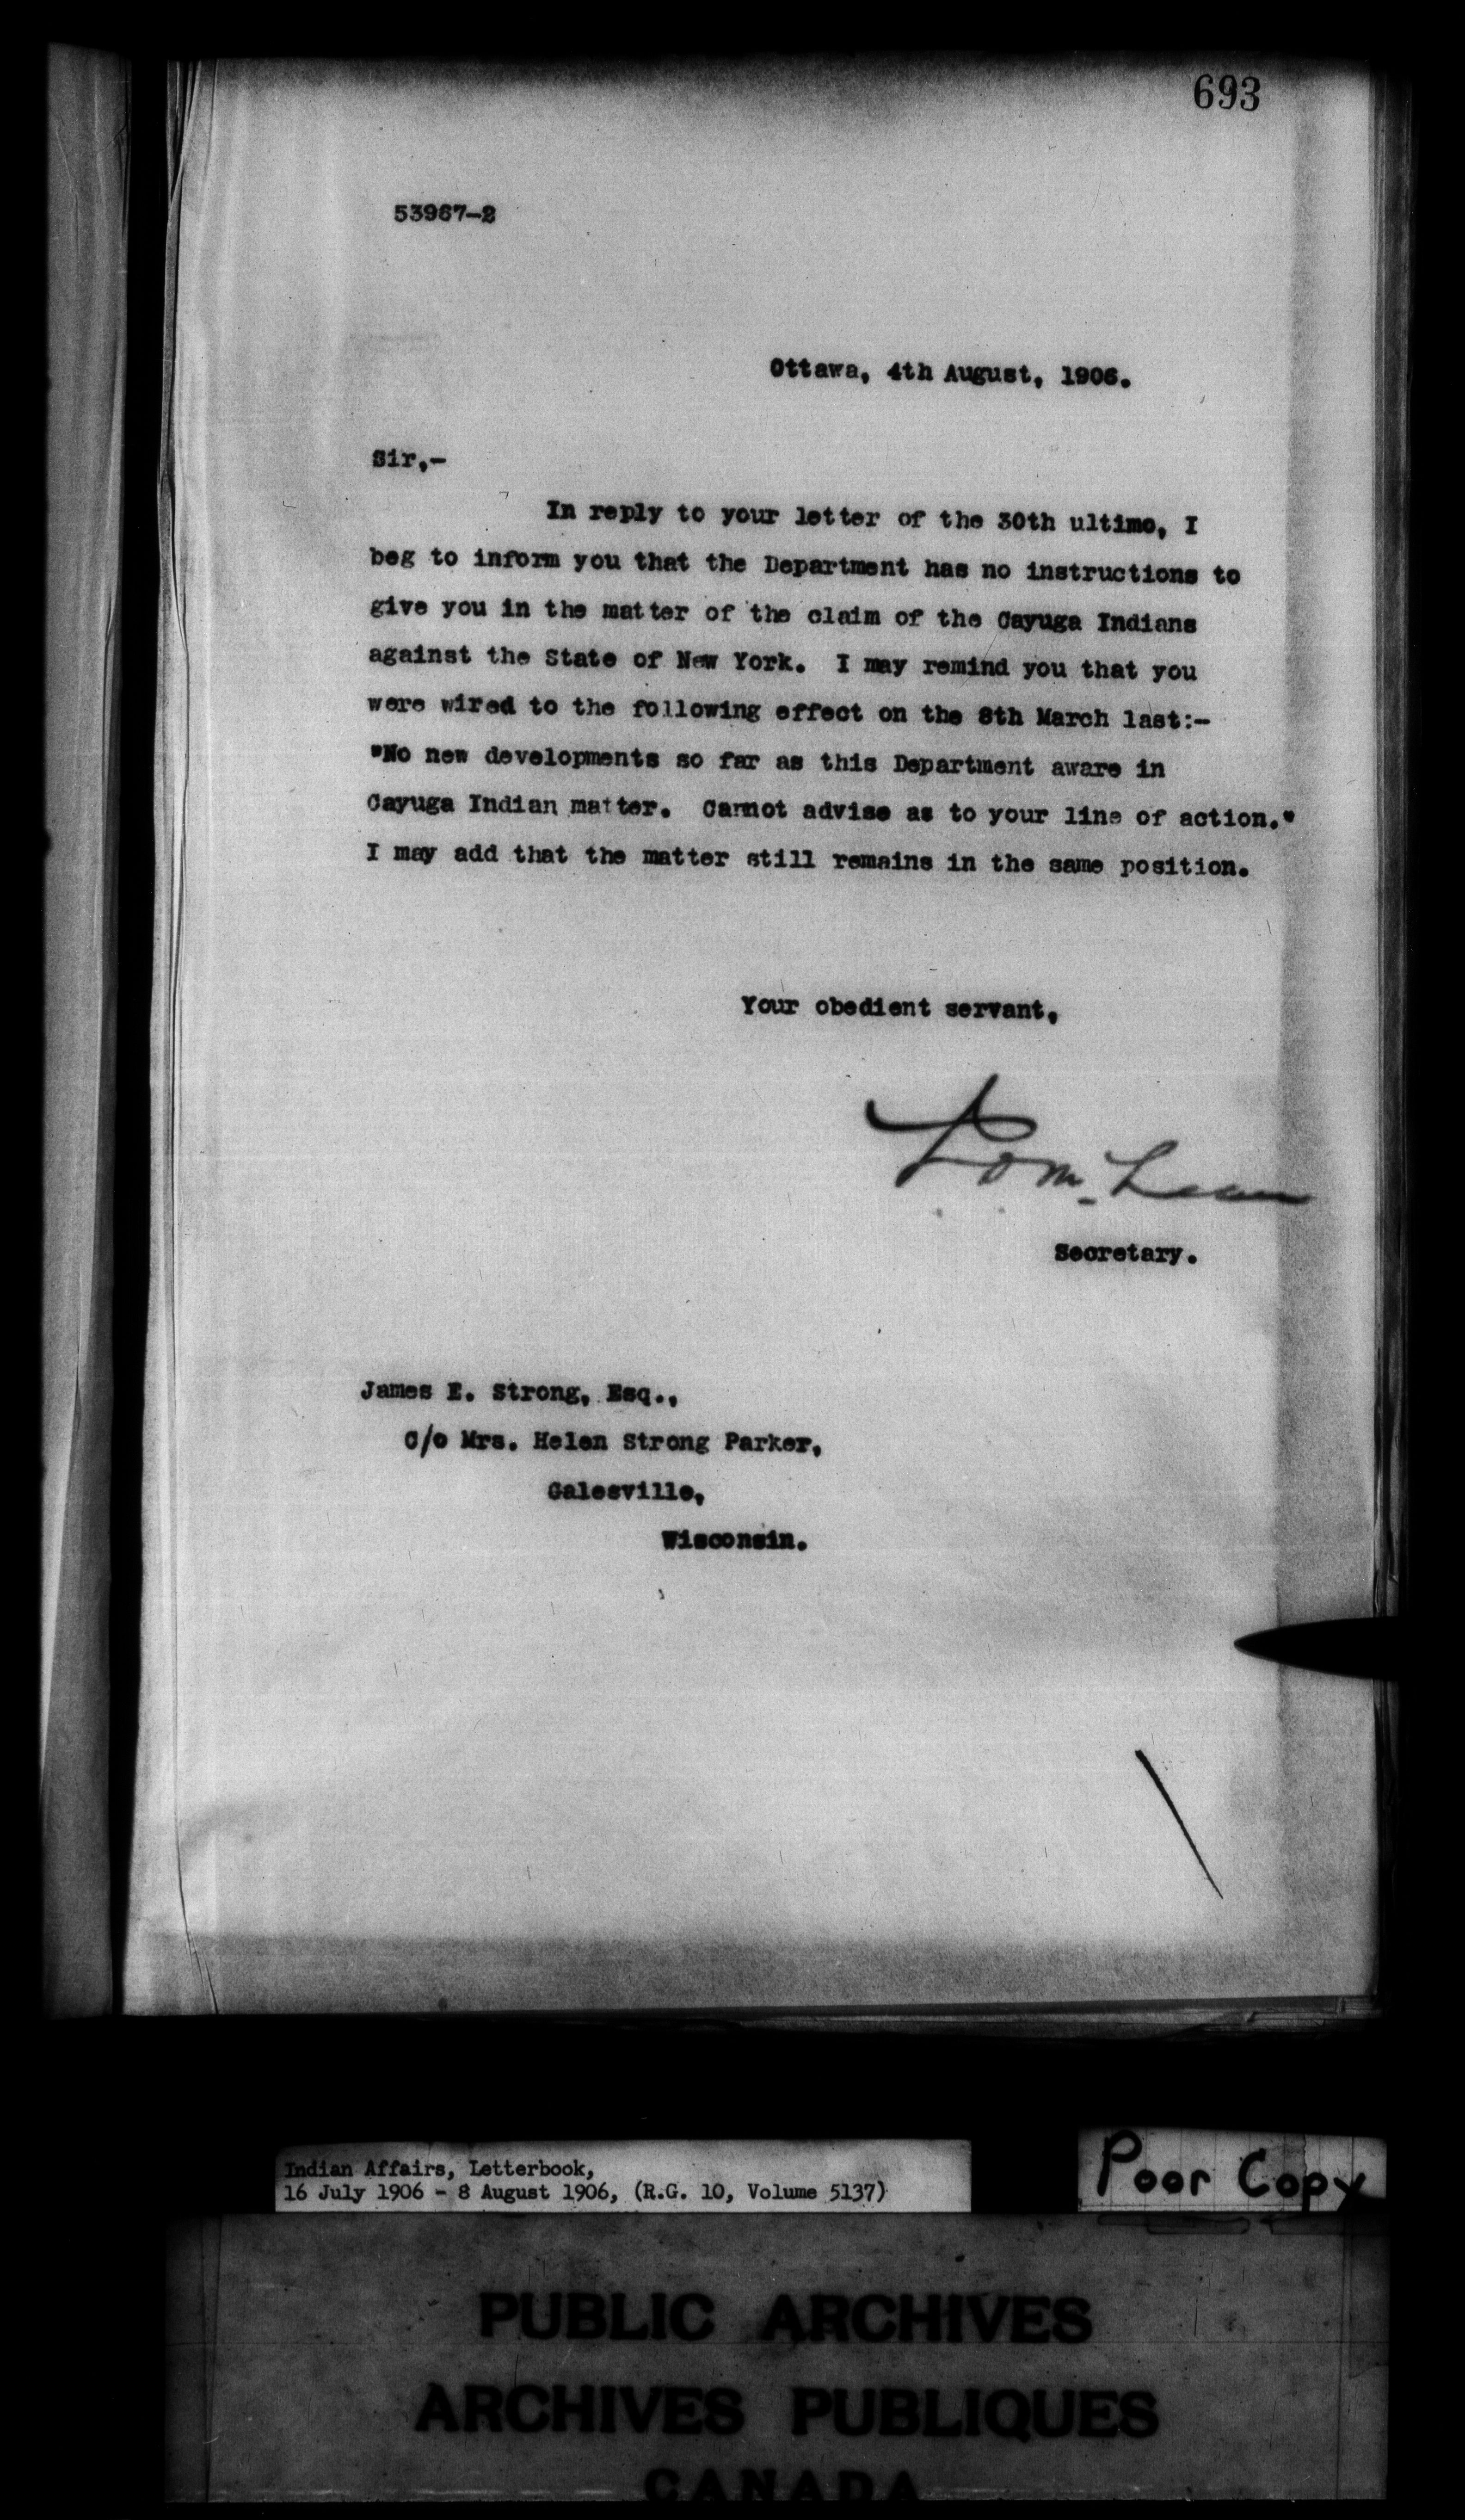 693
53967-2
Ottawa, 4th August, 1906.
Sir,-
In reply to your letter of the 30th ultimo, I
beg to inform you that the Department has no instructions to
give you in the matter of the claim of the Cayuga Indians
against the State of New York. I may remind you that you
were wired to the following effect on the 8th March last:-
"No new developments so far as this Department aware in
Cayuga Indian matter. Cannot advise as to your line of action."
I may add that the matter still remains in the same position.
Your obedient servant,
McLean
Secretary.
James E. Strong, Esq.,
C/o Mrs. Helen Strong Parker,
Galesville,
Wisconsin.
Indian Affairs, Letterbook,
16 July 1906 - 8 August 1906, (R.G. 10, Volume 5137)
Poor Copy
PUBLIC ARCHIVES
ARCHIVES PUBLIQUES
CANADA